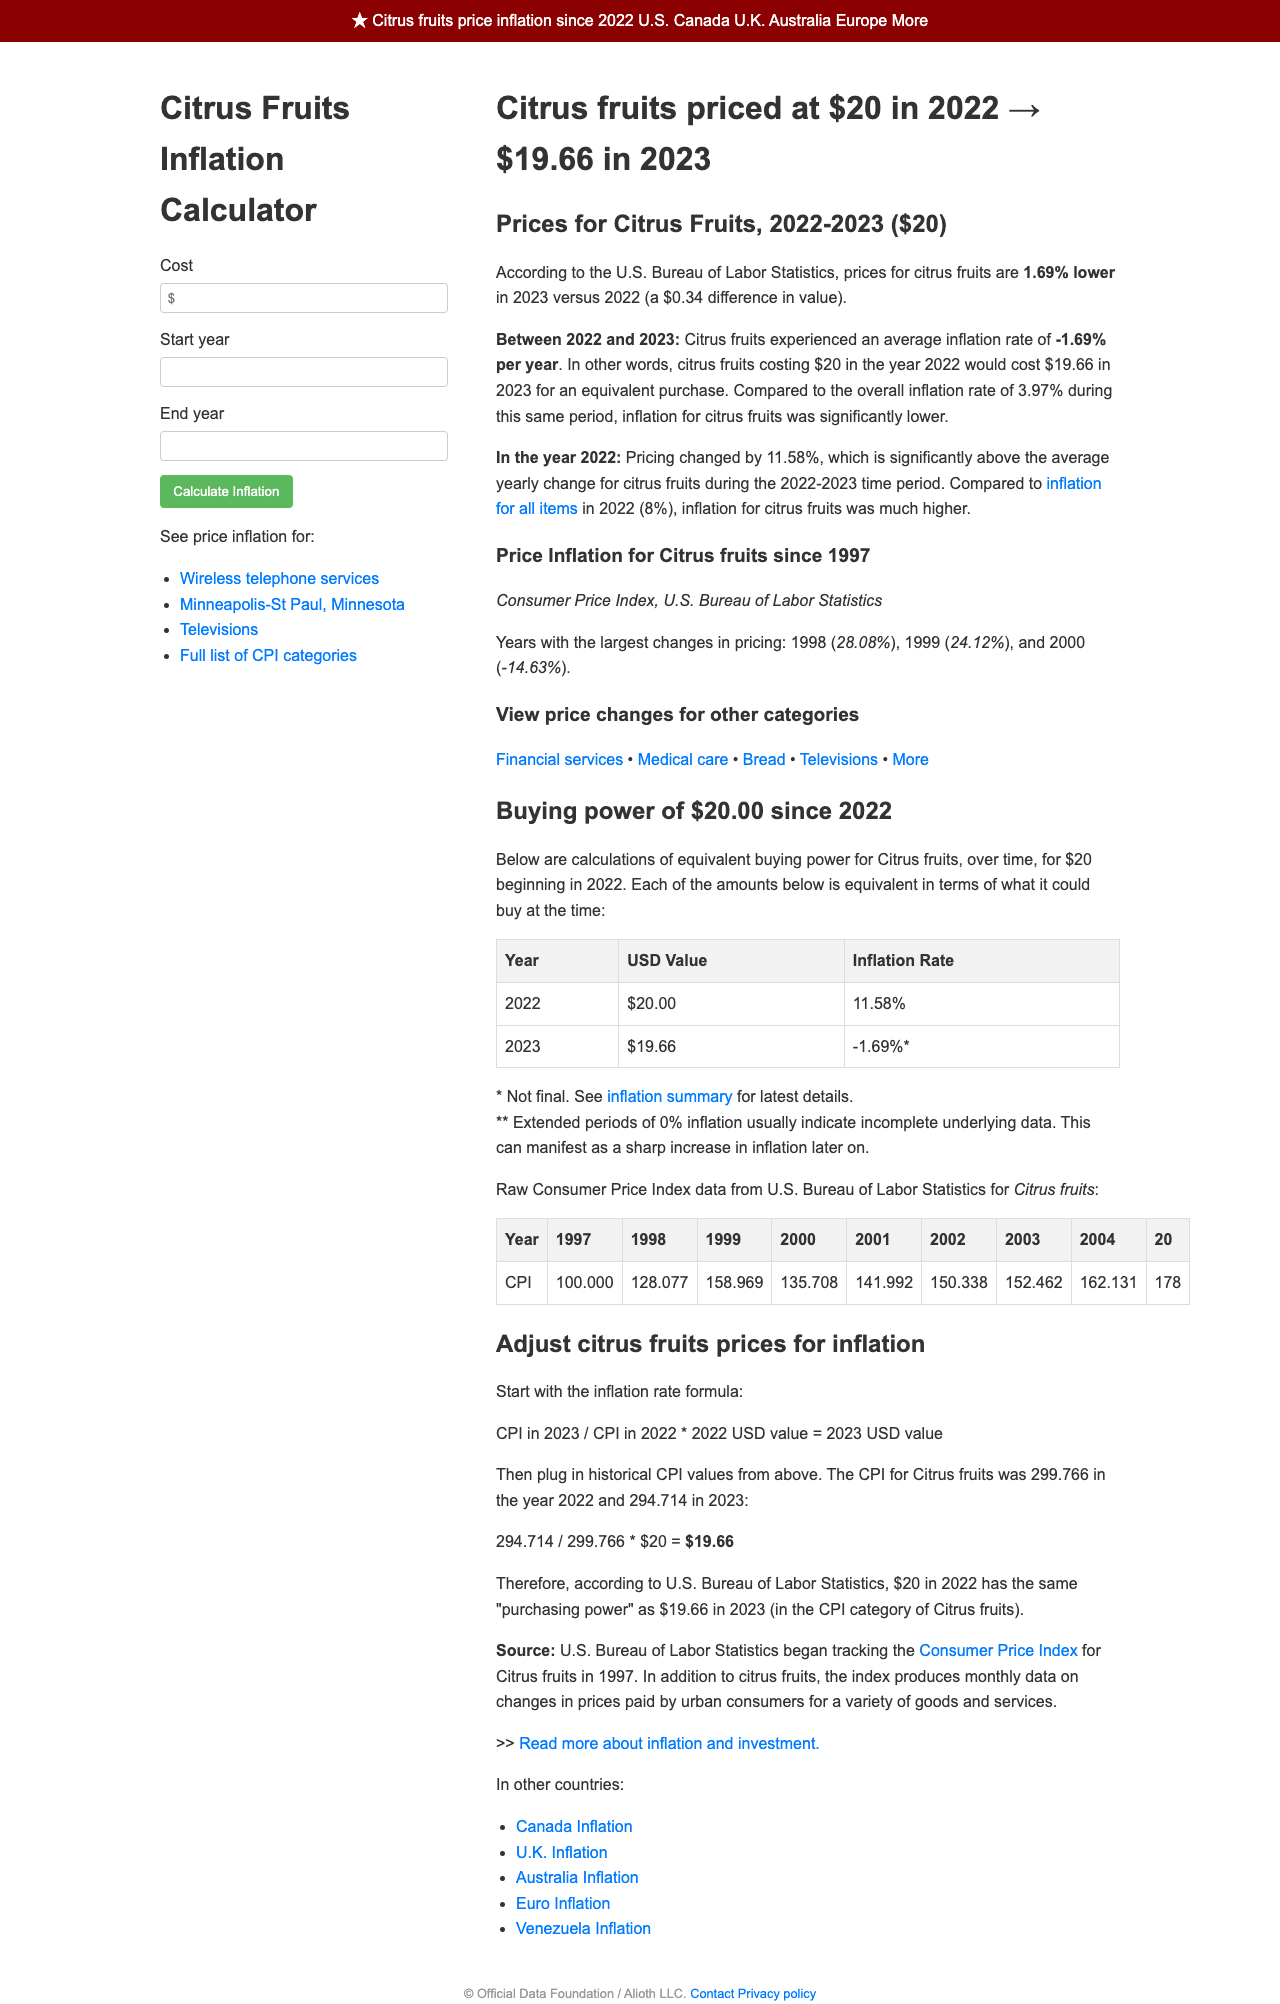 ★ Citrus fruits price inflation since 2022 U.S. Canada U.K. Australia Europe More
Citrus Fruits
Inflation
Calculator
Cost
$
Start year
End year
Calculate Inflation
See price inflation for:
• Wireless telephone services
• Minneapolis-St Paul, Minnesota
• Televisions
• Full list of CPI categories
Citrus fruits priced at $20 in 2022 →
$19.66 in 2023
Prices for Citrus Fruits, 2022-2023 ($20)
According to the U.S. Bureau of Labor Statistics, prices for citrus fruits are 1.69% lower
in 2023 versus 2022 (a $0.34 difference in value).
Between 2022 and 2023: Citrus fruits experienced an average inflation rate of -1.69%
per year. In other words, citrus fruits costing $20 in the year 2022 would cost $19.66 in
2023 for an equivalent purchase. Compared to the overall inflation rate of 3.97% during
this same period, inflation for citrus fruits was significantly lower.
In the year 2022: Pricing changed by 11.58%, which is significantly above the average
yearly change for citrus fruits during the 2022-2023 time period. Compared to inflation
for all items in 2022 (8%), inflation for citrus fruits was much higher.
Price Inflation for Citrus fruits since 1997
Consumer Price Index, U.S. Bureau of Labor Statistics
Years with the largest changes in pricing: 1998 (28.08%), 1999 (24.12%), and 2000
(-14.63%).
View price changes for other categories
Financial services • Medical care • Bread • Televisions • More
Buying power of $20.00 since 2022
Below are calculations of equivalent buying power for Citrus fruits, over time, for $20
beginning in 2022. Each of the amounts below is equivalent in terms of what it could
buy at the time:
Year USD Value Inflation Rate
2022 $20.00 11.58%
2023 $19.66 -1.69%*
* Not final. See inflation summary for latest details.
** Extended periods of 0% inflation usually indicate incomplete underlying data. This
can manifest as a sharp increase in inflation later on.
Raw Consumer Price Index data from U.S. Bureau of Labor Statistics for Citrus fruits:
Year 1997 1998 1999 2000 2001 2002 2003 2004 20
CPI 100.000 128.077 158.969 135.708 141.992 150.338 152.462 162.131 178
Adjust citrus fruits prices for inflation
Start with the inflation rate formula:
CPI in 2023 / CPI in 2022 * 2022 USD value = 2023 USD value
Then plug in historical CPI values from above. The CPI for Citrus fruits was 299.766 in
the year 2022 and 294.714 in 2023:
294.714 / 299.766 * $20 = $19.66
Therefore, according to U.S. Bureau of Labor Statistics, $20 in 2022 has the same
"purchasing power" as $19.66 in 2023 (in the CPI category of Citrus fruits).
Source: U.S. Bureau of Labor Statistics began tracking the Consumer Price Index for
Citrus fruits in 1997. In addition to citrus fruits, the index produces monthly data on
changes in prices paid by urban consumers for a variety of goods and services.
>> Read more about inflation and investment.
In other countries:
• Canada Inflation
• U.K. Inflation
• Australia Inflation
• Euro Inflation
• Venezuela Inflation
© Official Data Foundation / Alioth LLC. Contact Privacy policy